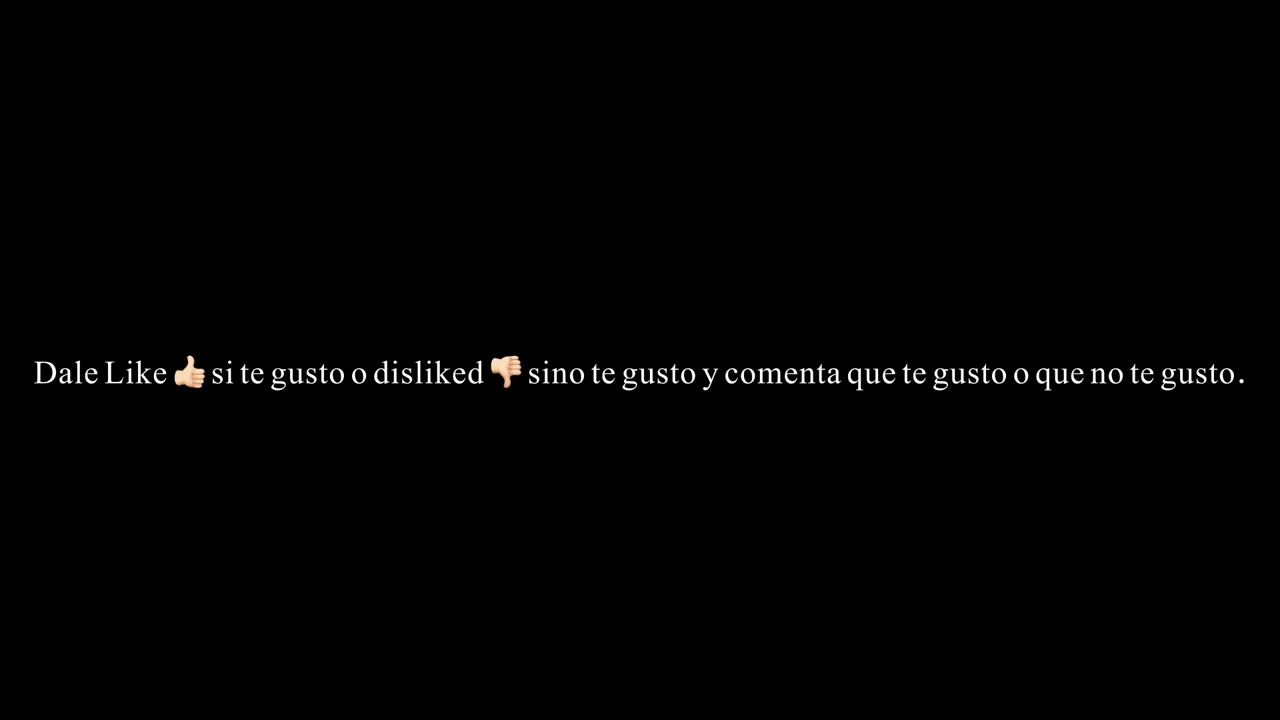 Dale Like 👍🏻 si te gusto o disliked 👎🏻 sino te gusto y comenta que te gusto o que no te gusto.